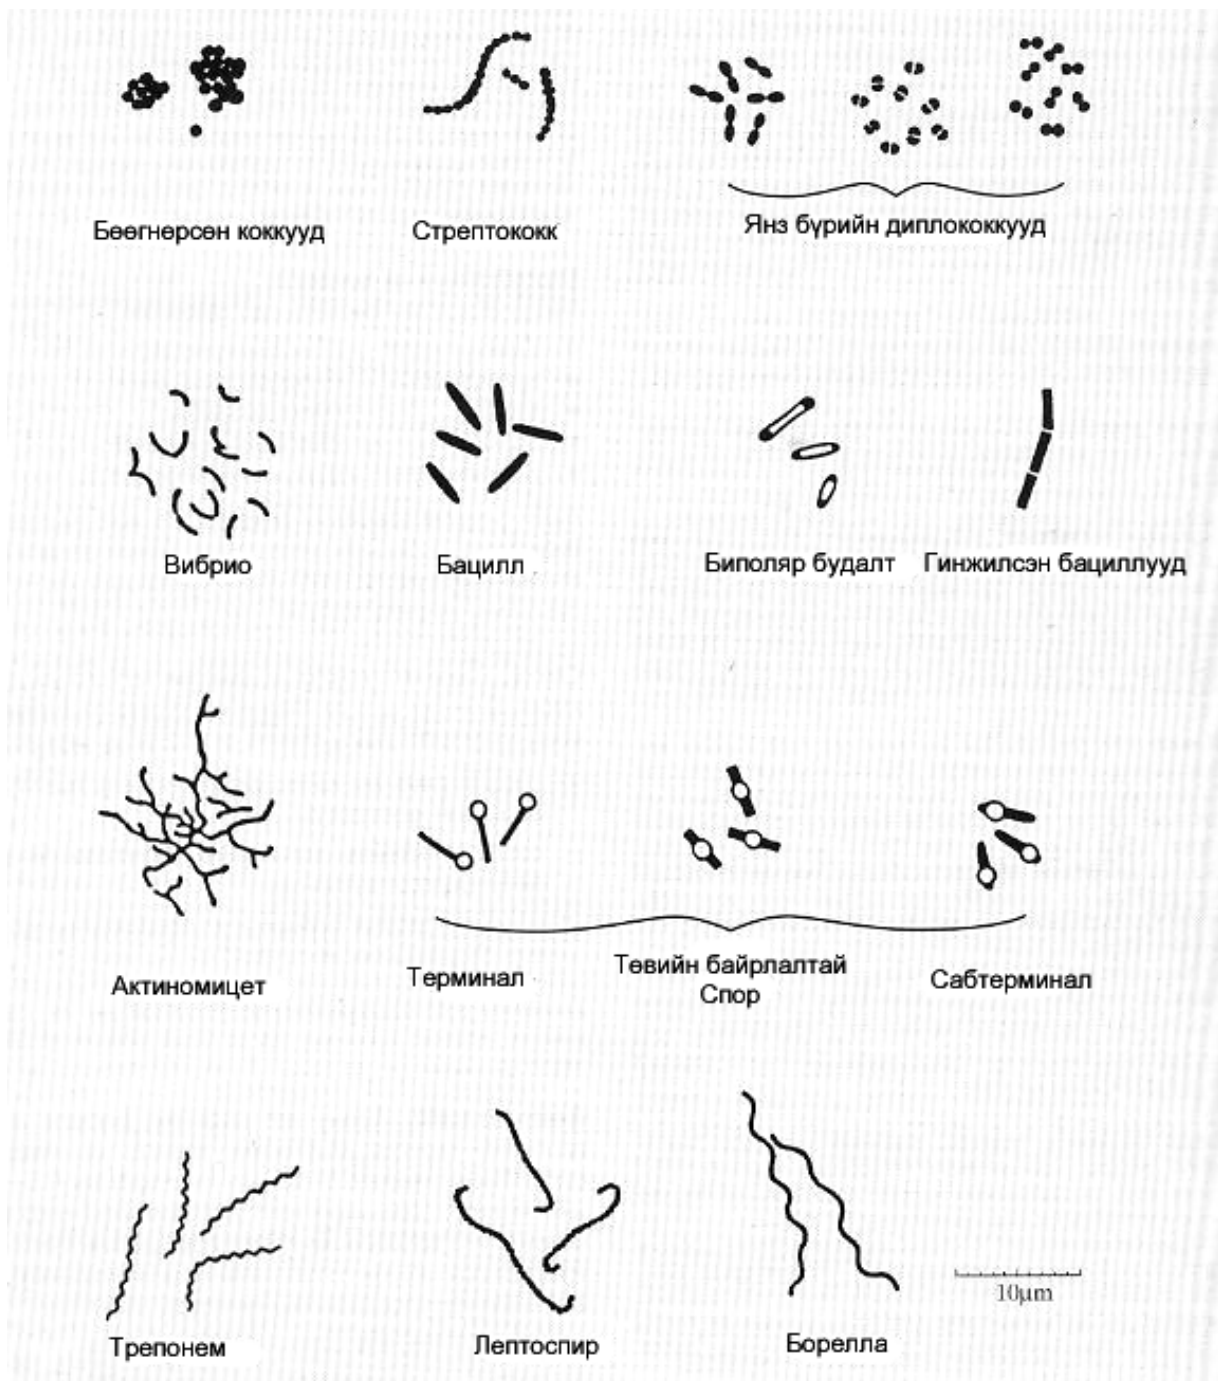 Бөөгнөрсөн коккууд
Стрептококк
Янз бүрийн диплококкууд
Вибрио
Бацилл
Биполяр будалт
Гинжилсэн бациллууд
Актиномицет
Терминал
Төвийн байрлалтай
Спор
Сабтерминал
10µm
Трепонем
Лептоспир
Борелла